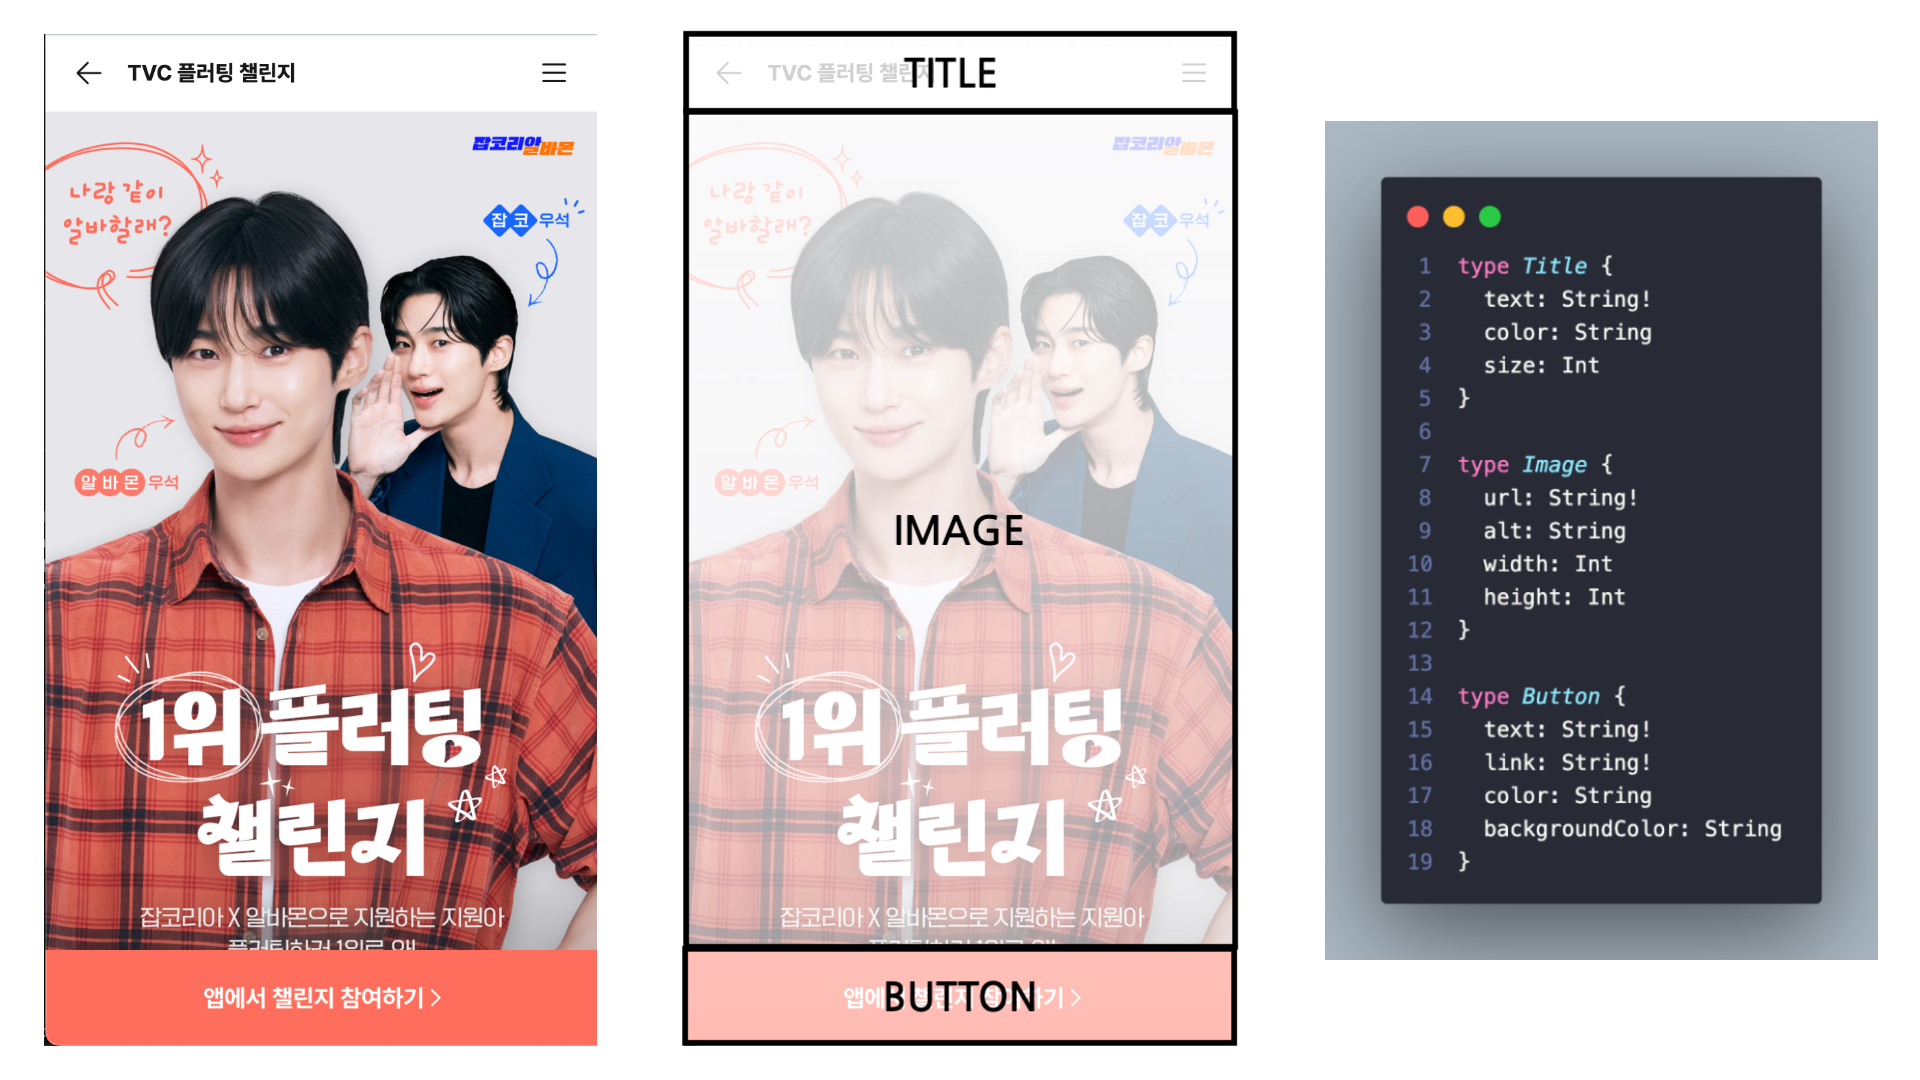 TVC 플러팅 챌린지
잡코리알바몬
나랑 같이
알바할래?
잡코우석
알바몬우석
1위 플러팅
챌린지
잡코리아 X 알바몬으로 지원하는 지원아
플러팅하러 1위로 와!
앱에서 챌린지 참여하기 >
TVC 플러팅 챌린지
TITLE
잡코리알바몬
나랑 같이
알바할래?
잡코우석
알바몬우석
IMAGE
1위 플러팅
챌린지
잡코리아 X 알바몬으로 지원하는 지원아
앱에서 챌린지 참여하기 >
BUTTON
1 type Title {
2 text: String!
3 color: String
4 size: Int
5 }
6
7 type Image {
8 url: String!
9 alt: String
10 width: Int
11 height: Int
12 }
13
14 type Button {
15 text: String!
16 link: String!
17 color: String
18 backgroundColor: String
19 }